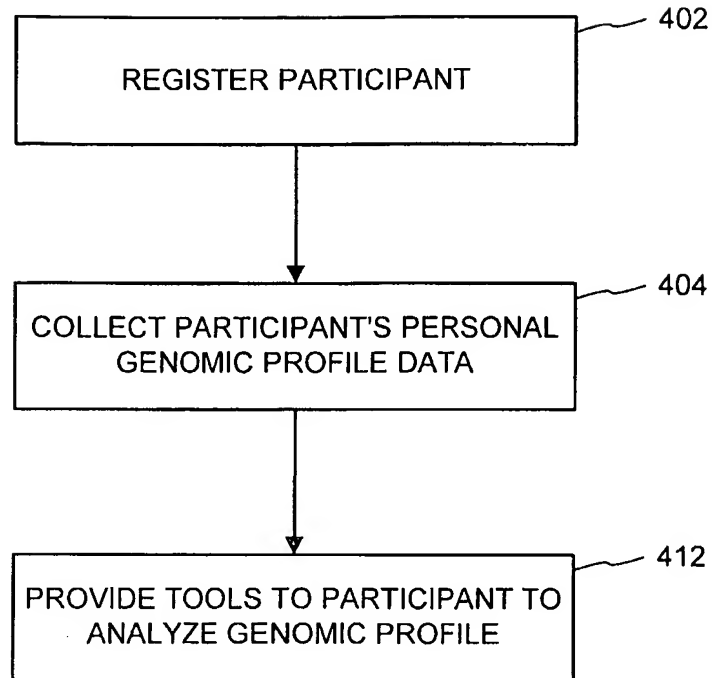 402
REGISTER PARTICIPANT
404
COLLECT PARTICIPANT'S PERSONAL
GENOMIC PROFILE DATA
412
PROVIDE TOOLS TO PARTICIPANT TO
ANALYZE GENOMIC PROFILE